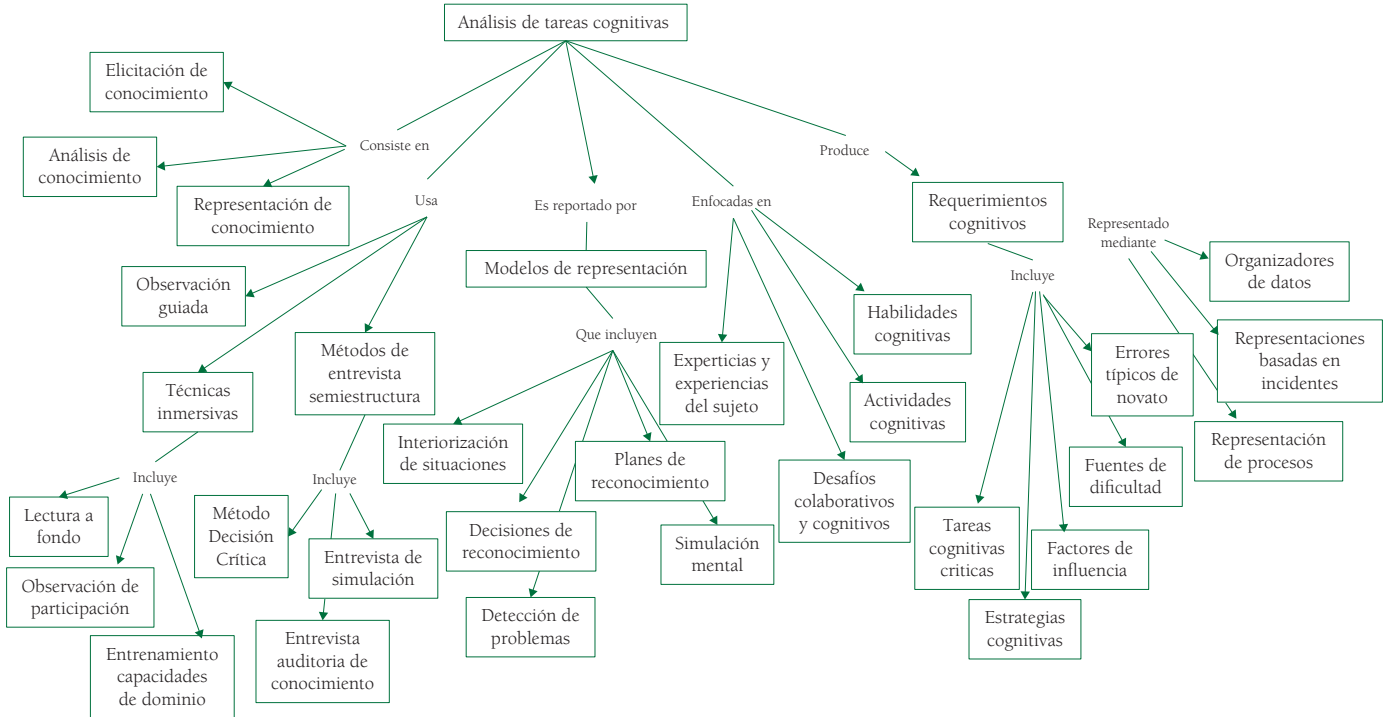 Análisis de tareas cognitivas
Elicitación de
conocimiento
Consiste en
Produce
Análisis de
conocimiento
Representación de
conocimiento
Usa
Es reportado por
Enfocadas en
Requerimientos
cognitivos
Representado
mediante
Organizadores
de datos
Observación
guiada
Modelos de representación
Incluye
Habilidades
cognitivas
Que incluyen
Métodos de
entrevista
semiestructura
Experticias y
experiencias
del sujeto
Errores
típicos de
novato
Representaciones
basadas en
incidentes
Técnicas
inmersivas
Actividades
cognitivas
Interiorización
de situaciones
Planes de
reconocimiento
Representación
de procesos
Fuentes de
dificultad
Incluye
Incluye
Desafíos
colaborativos
y cognitivos
Lectura a
fondo
Método
Decisión
Crítica
Decisiones de
reconocimiento
Simulación
mental
Tareas
cognitivas
criticas
Factores de
influencia
Entrevista de
simulación
Observación de
participación
Detección de
problemas
Estrategias
cognitivas
Entrevista
auditoria de
conocimiento
Entrenamiento
capacidades
de dominio